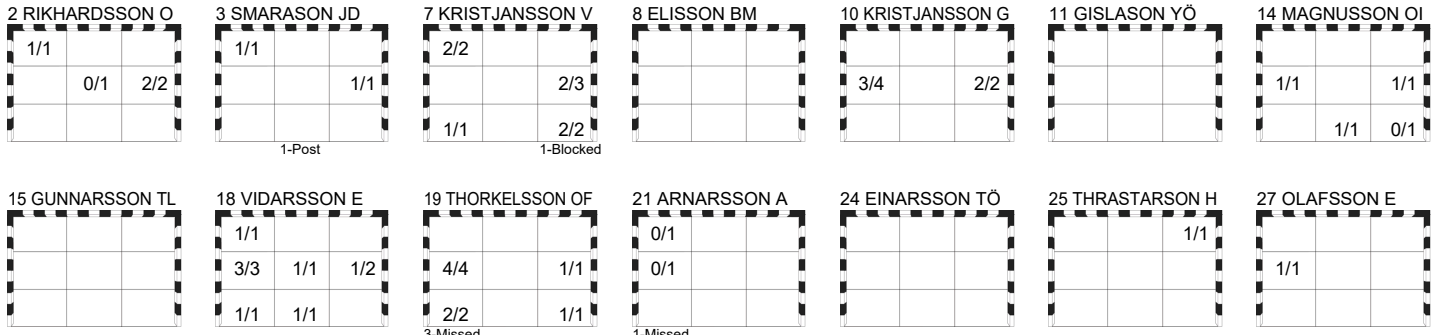 2 RIKHARDSSON O 3 SMARASON JD 7 KRISTJANSSON V 8 ELISSON BM 10 KRISTJANSSON G 11 GISLASON YÖ 14 MAGNUSSON OI
1/1 1/1 2/2
0/1 2/2 1/1 2/3 3/4 2/2 1/1 1/1
1/1 2/2 1/1 0/1
1-Post 1-Blocked
15 GUNNARSSON TL 18 VIDARSSON E 19 THORKELSSON OF 21 ARNARSSON A 24 EINARSSON TÖ 25 THRASTARSON H 27 OLAFSSON E
1/1 0/1 1/1
3/3 1/1 1/2 4/4 1/1 0/1 1/1
1/1 1/1 2/2 1/1
3-Missed 1-Missed